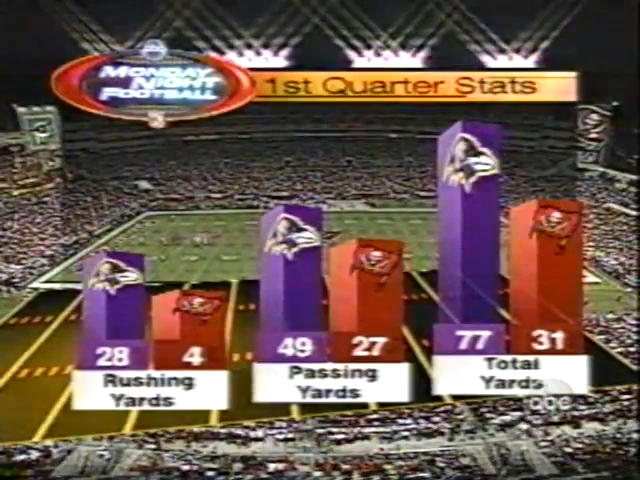 MONDAY
NIGHT
FOOTBALL
1st Quarter Stats
28
4
49
27
77
31
Rushing
Yards
Passing
Yards
Total
Yards
abc